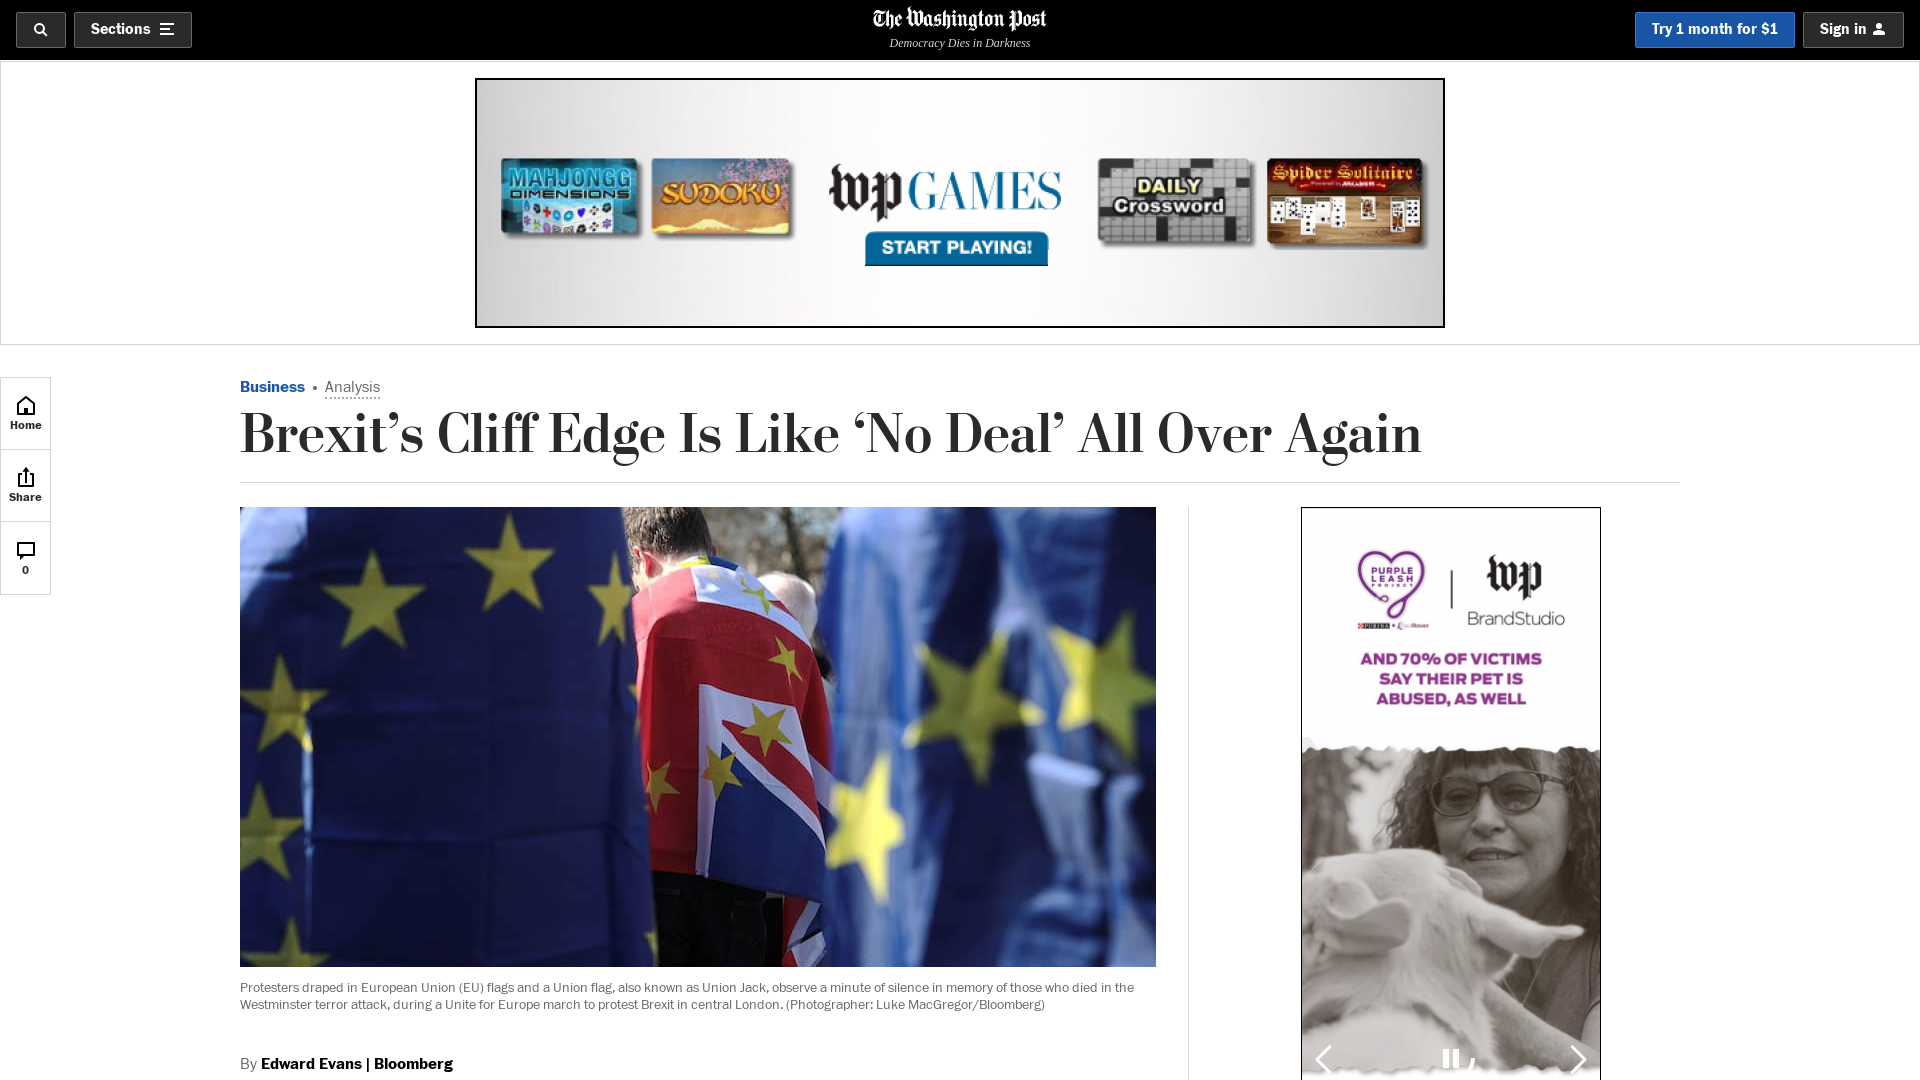 Sections
The Washington Post
Democracy Dies in Darkness
Try 1 month for $1
Sign in
MAHJONGG
DIMENSIONS
SUDOKU
wp GAMES
START PLAYING!
DAILY
Crossword
Spider Solitaire
Home
Share
0
Business • Analysis
Brexit’s Cliff Edge Is Like ‘No Deal’ All Over Again
PURPLE
LEASH
PROJECT
PURINA
wp
BrandStudio
AND 70% OF VICTIMS
SAY THEIR PET IS
ABUSED, AS WELL
Protesters draped in European Union (EU) flags and a Union flag, also known as Union Jack, observe a minute of silence in memory of those who died in the
Westminster terror attack, during a Unite for Europe march to protest Brexit in central London. (Photographer: Luke MacGregor/Bloomberg)
By Edward Evans | Bloomberg